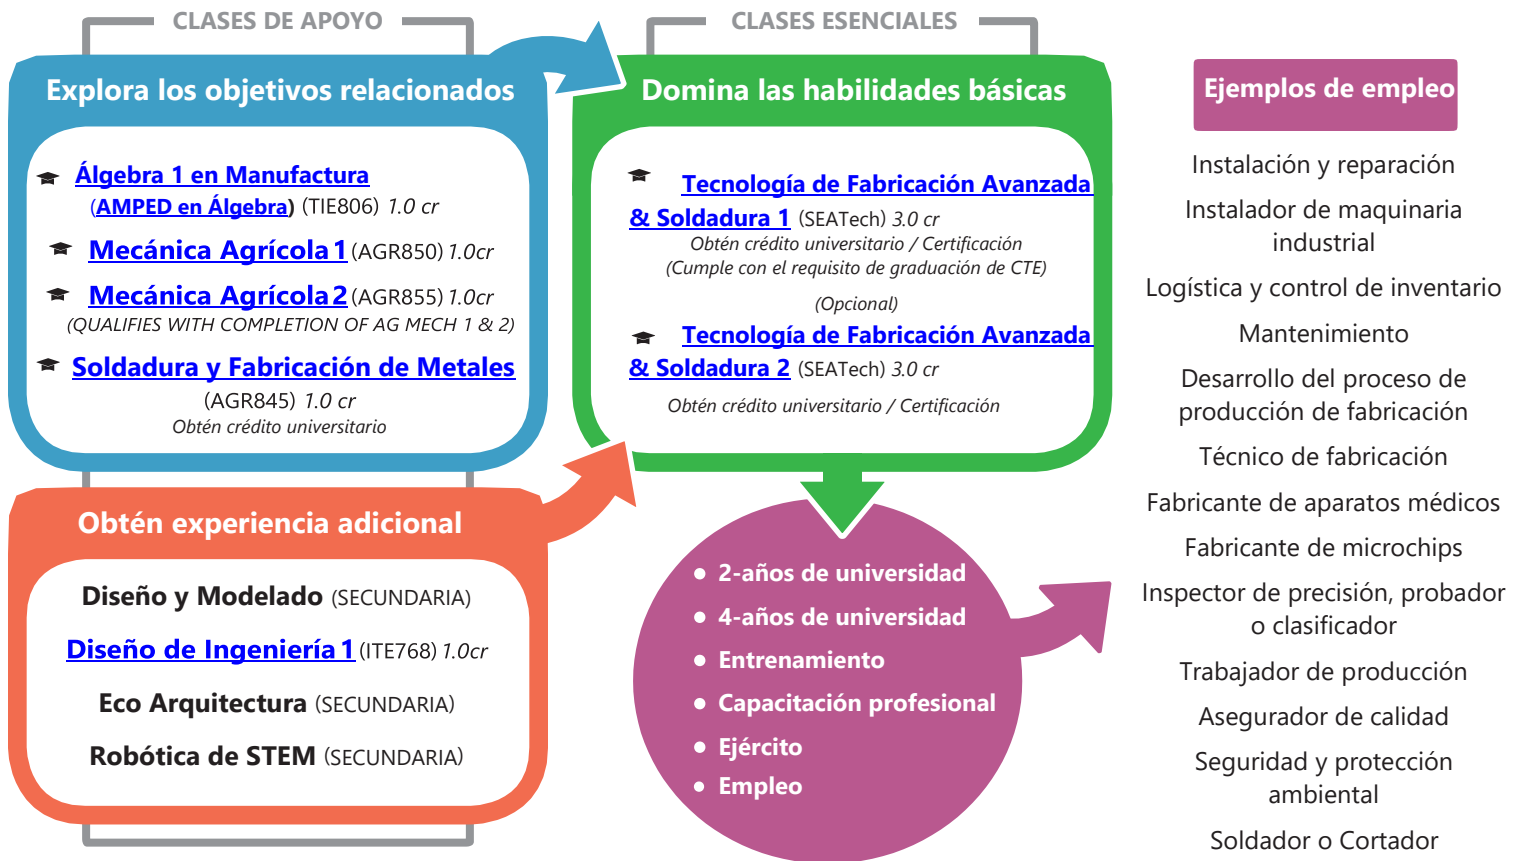 CLASES DE APOYO
Explora los objetivos relacionados
Álgebra 1 en Manufactura
(AMPED en Álgebra) (TIE806) 1.0 cr
Mecánica Agrícola 1 (AGR850) 1.0cr
Mecánica Agrícola 2 (AGR855) 1.0cr
(QUALIFIES WITH COMPLETION OF AG MECH 1 & 2)
Soldadura y Fabricación de Metales
(AGR845) 1.0 cr
Obtén crédito universitario
Obtén experiencia adicional
Diseño y Modelado (SECUNDARIA)
Diseño de Ingeniería 1 (ITE768) 1.0cr
Eco Arquitectura (SECUNDARIA)
Robótica de STEM (SECUNDARIA)
CLASES ESENCIALES
Domina las habilidades básicas
Tecnología de Fabricación Avanzada
& Soldadura 1 (SEATech) 3.0 cr
Obtén crédito universitario / Certificación
(Cumple con el requisito de graduación de CTE)
(Opcional)
Tecnología de Fabricación Avanzada
& Soldadura 2 (SEATech) 3.0 cr
Obtén crédito universitario / Certificación
• 2-años de universidad
• 4-años de universidad
• Entrenamiento
• Capacitación profesional
• Ejército
• Empleo
Ejemplos de empleo
Instalación y reparación
Instalador de maquinaria
industrial
Logística y control de inventario
Mantenimiento
Desarrollo del proceso de
producción de fabricación
Técnico de fabricación
Fabricante de aparatos médicos
Fabricante de microchips
Inspector de precisión, probador
o clasificador
Trabajador de producción
Asegurador de calidad
Seguridad y protección
ambiental
Soldador o Cortador